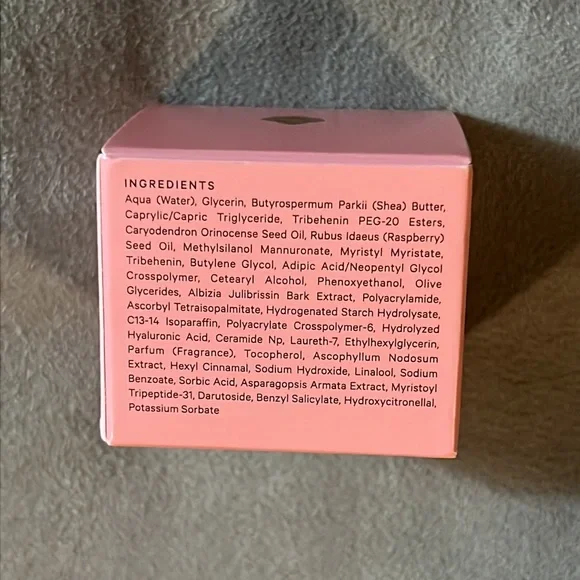 INGREDIENTS
Aqua (Water), Glycerin, Butyrospermum Parkii (Shea) Butter,
Caprylic/Capric Triglyceride, Tribehenin PEG-20 Esters,
Caryodendron Orinocense Seed Oil, Rubus Idaeus (Raspberry)
Seed Oil, Methylsilanol Mannuronate, Myristyl Myristate,
Tribehenin, Butylene Glycol, Adipic Acid/Neopentyl Glycol
Crosspolymer, Cetearyl Alcohol, Phenoxyethanol, Olive
Glycerides, Albizia Julibrissin Bark Extract, Polyacrylamide,
Ascorbyl Tetraisopalmitate, Hydrogenated Starch Hydrolysate,
C13-14 Isoparaffin, Polyacrylate Crosspolymer-6, Hydrolyzed
Hyaluronic Acid, Ceramide Np, Laureth-7, Ethylhexylglycerin,
Parfum (Fragrance), Tocopherol, Ascophyllum Nodosum
Extract, Hexyl Cinnamal, Sodium Hydroxide, Linalool, Sodium
Benzoate, Sorbic Acid, Asparagopsis Armata Extract, Myristoyl
Tripeptide-31, Darutoside, Benzyl Salicylate, Hydroxycitronellal,
Potassium Sorbate